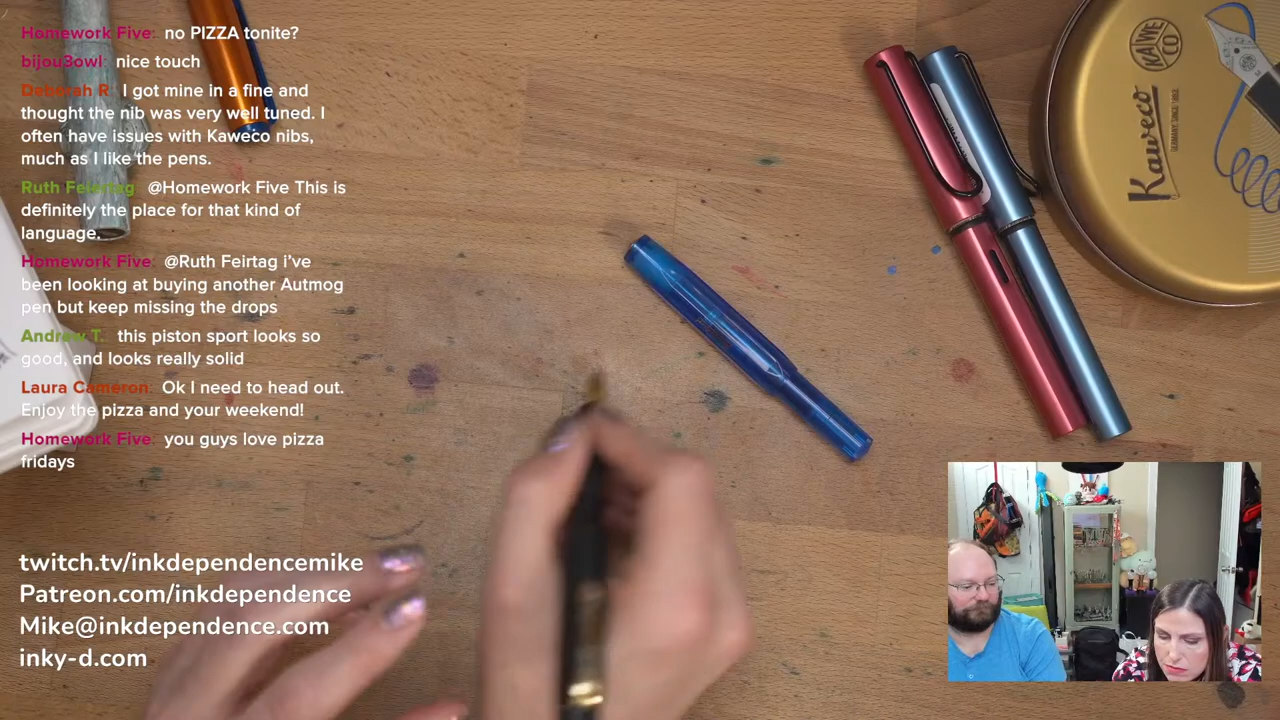 Homework Five: no PIZZA tonite?
bijou3owl: nice touch
Deborah R I got mine in a fine and
thought the nib was very well tuned. I
often have issues with Kaweco nibs,
much as I like the pens.
Ruth Feiertag @Homework Five This is
definitely the place for that kind of
language.
Homework Five: @Ruth Feirtag i've
been looking at buying another Autmog
pen but keep missing the drops
Andrew T. this piston sport looks so
good, and looks really solid
Laura Cameron: Ok I need to head out.
Enjoy the pizza and your weekend!
Homework Five: you guys love pizza
fridays
twitch.tv/inkdependencemike
Patreon.com/inkdependence
Mike@inkdependence.com
inky-d.com
KA WE CO
Kaweco